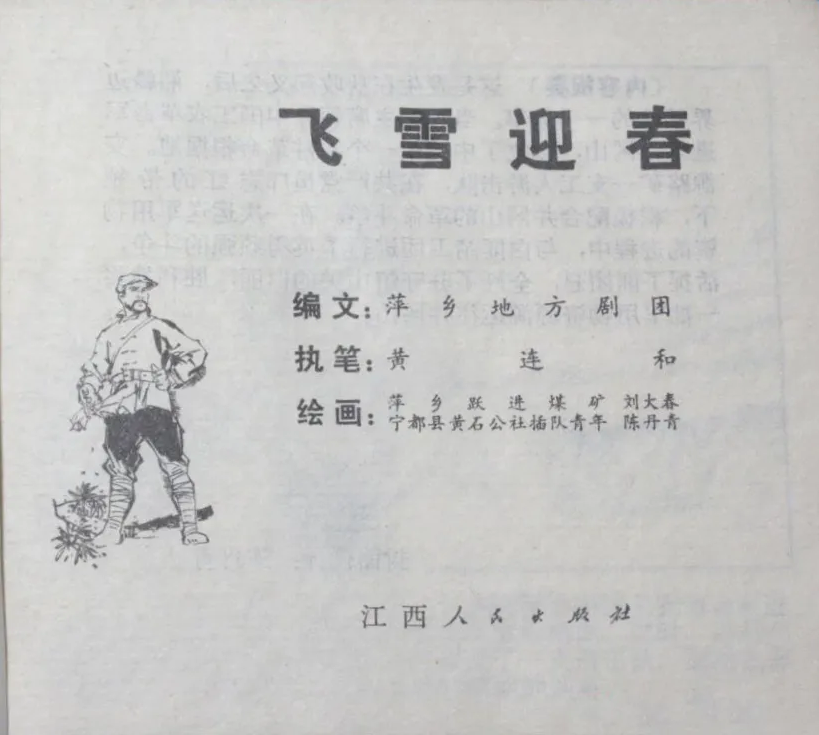 飞雪迎春
编文：萍乡地方剧团
执笔：黄连和
绘画：萍乡跃进煤矿 刘大春
宁都县黄石公社插队青年 陈丹青
江西人民出版社